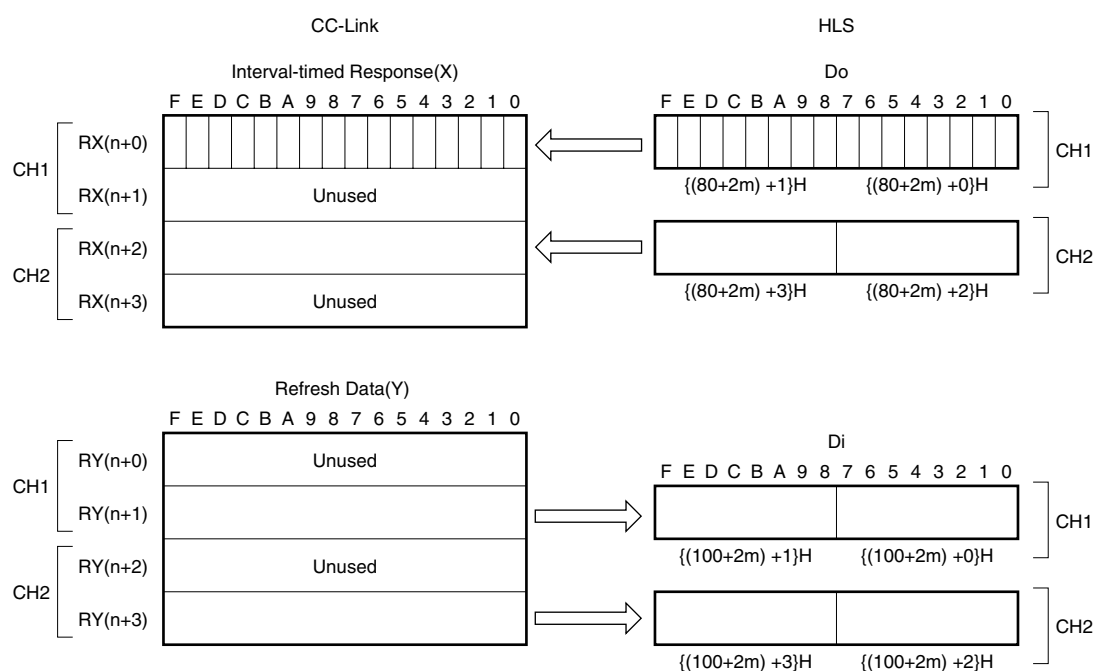 CC-Link
HLS
Interval-timed Response(X)
Do
F E D C B A 9 8 7 6 5 4 3 2 1 0
F E D C B A 9 8 7 6 5 4 3 2 1 0
CH1
RX(n+0)
CH1
{(80+2m) +1}H
{(80+2m) +0}H
RX(n+1)
Unused
CH2
RX(n+2)
CH2
{(80+2m) +3}H
{(80+2m) +2}H
RX(n+3)
Unused
Refresh Data(Y)
F E D C B A 9 8 7 6 5 4 3 2 1 0
Di
F E D C B A 9 8 7 6 5 4 3 2 1 0
CH1
RY(n+0)
Unused
RY(n+1)
CH1
{(100+2m) +1}H
{(100+2m) +0}H
CH2
RY(n+2)
Unused
RY(n+3)
CH2
{(100+2m) +3}H
{(100+2m) +2}H